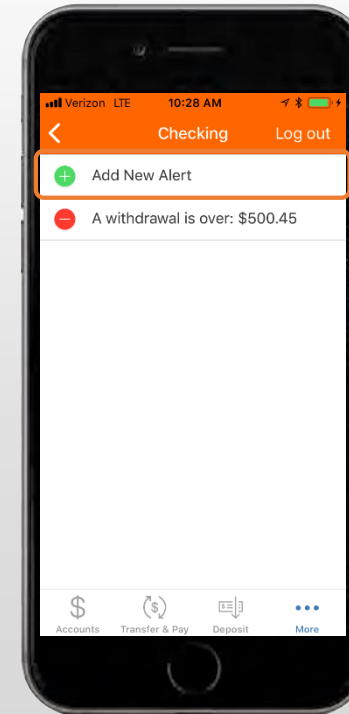 Verizon LTE 10:28 AM
Checking Log out
Add New Alert
A withdrawal is over: $500.45
Accounts Transfer & Pay Deposit More